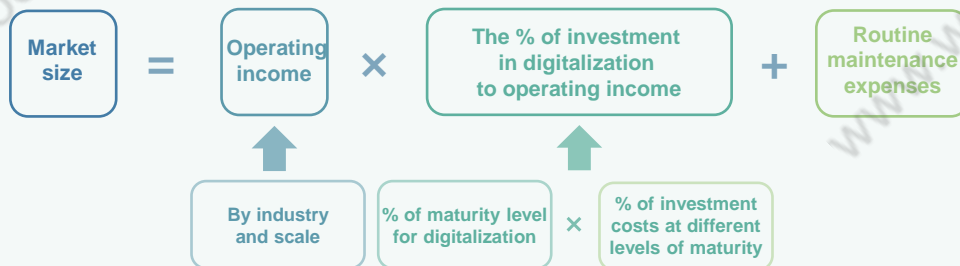 Market
size
=
Operating
income
×
The % of investment
in digitalization
to operating income
+
Routine
maintenance
expenses
By industry
and scale
% of maturity level
for digitalization
×
% of investment
costs at different
levels of maturity
www.